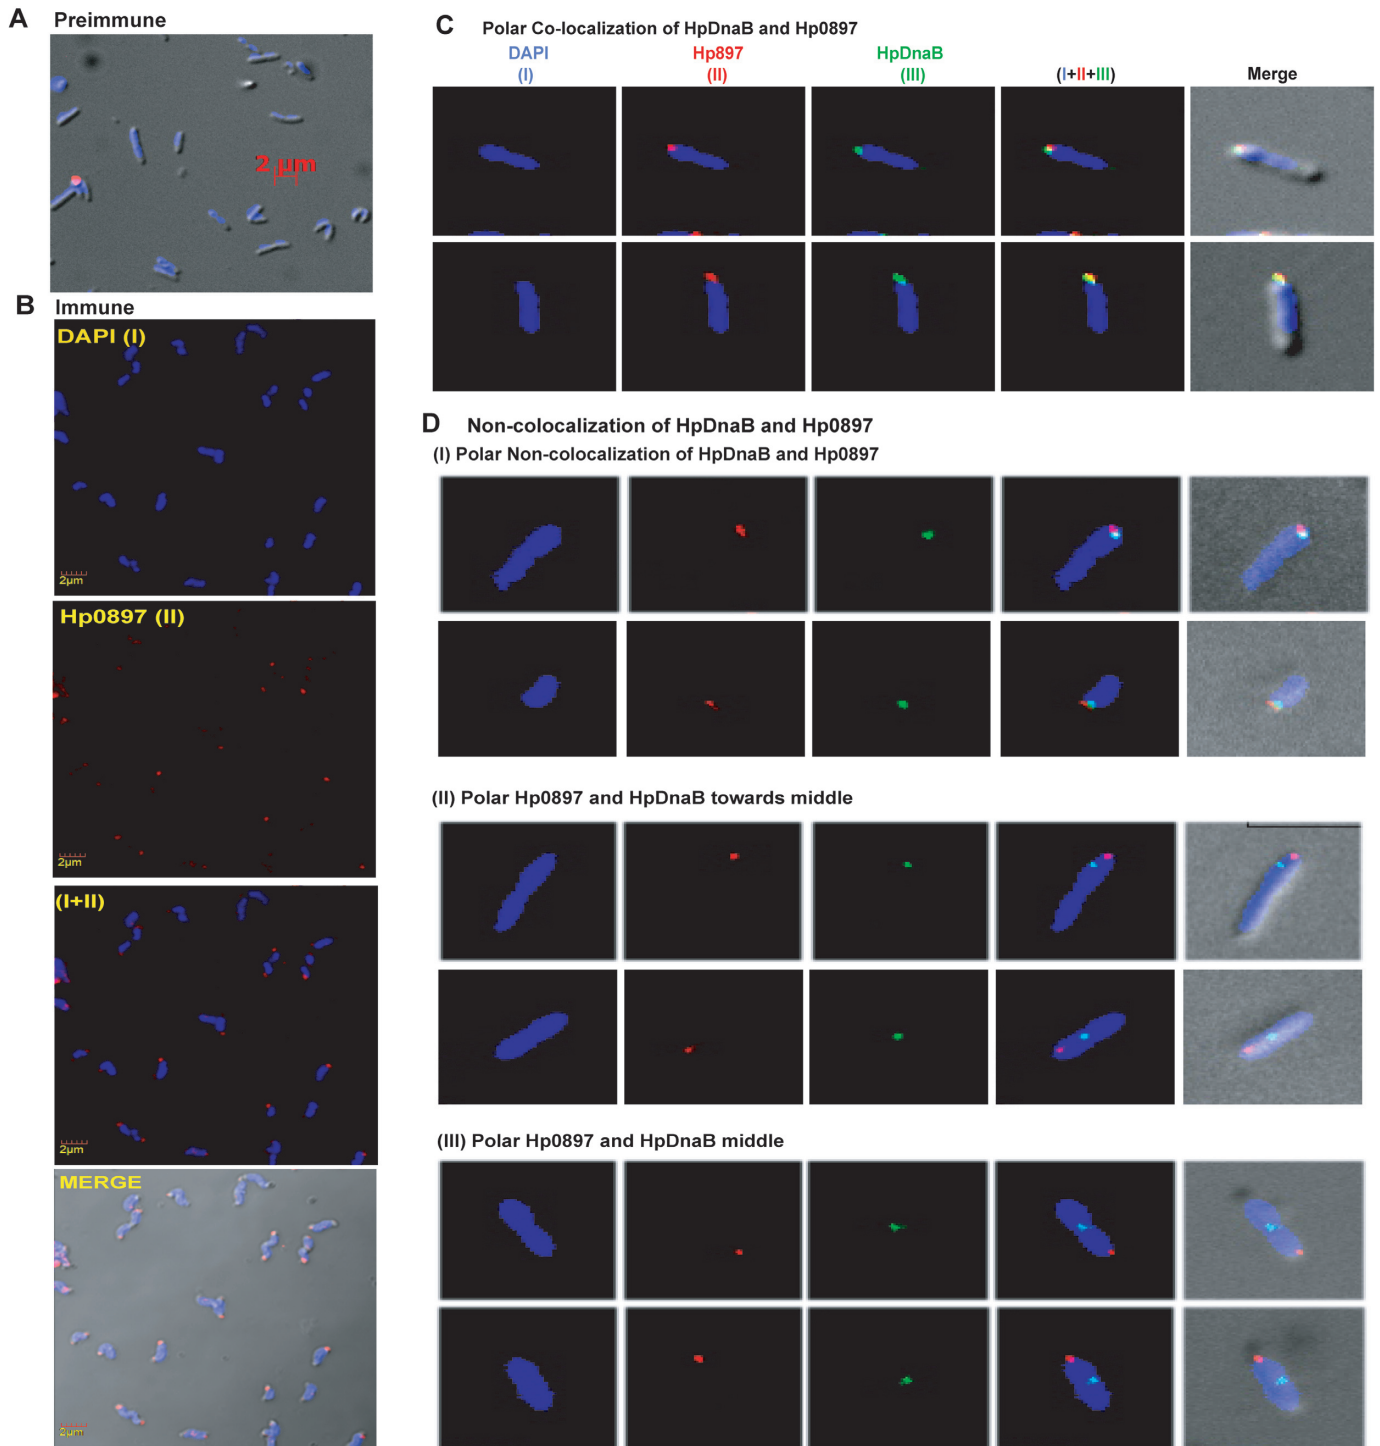 A Preimmune
2 µm
B Immune
DAPI (I)
2µm
Hp0897 (II)
2µm
(I+II)
2µm
MERGE
2µm
C Polar Co-localization of HpDnaB and Hp0897
DAPI Hp897 HpDnaB
(I) (II) (III) (I+II+III) Merge
D Non-colocalization of HpDnaB and Hp0897
(I) Polar Non-colocalization of HpDnaB and Hp0897
(II) Polar Hp0897 and HpDnaB towards middle
(III) Polar Hp0897 and HpDnaB middle